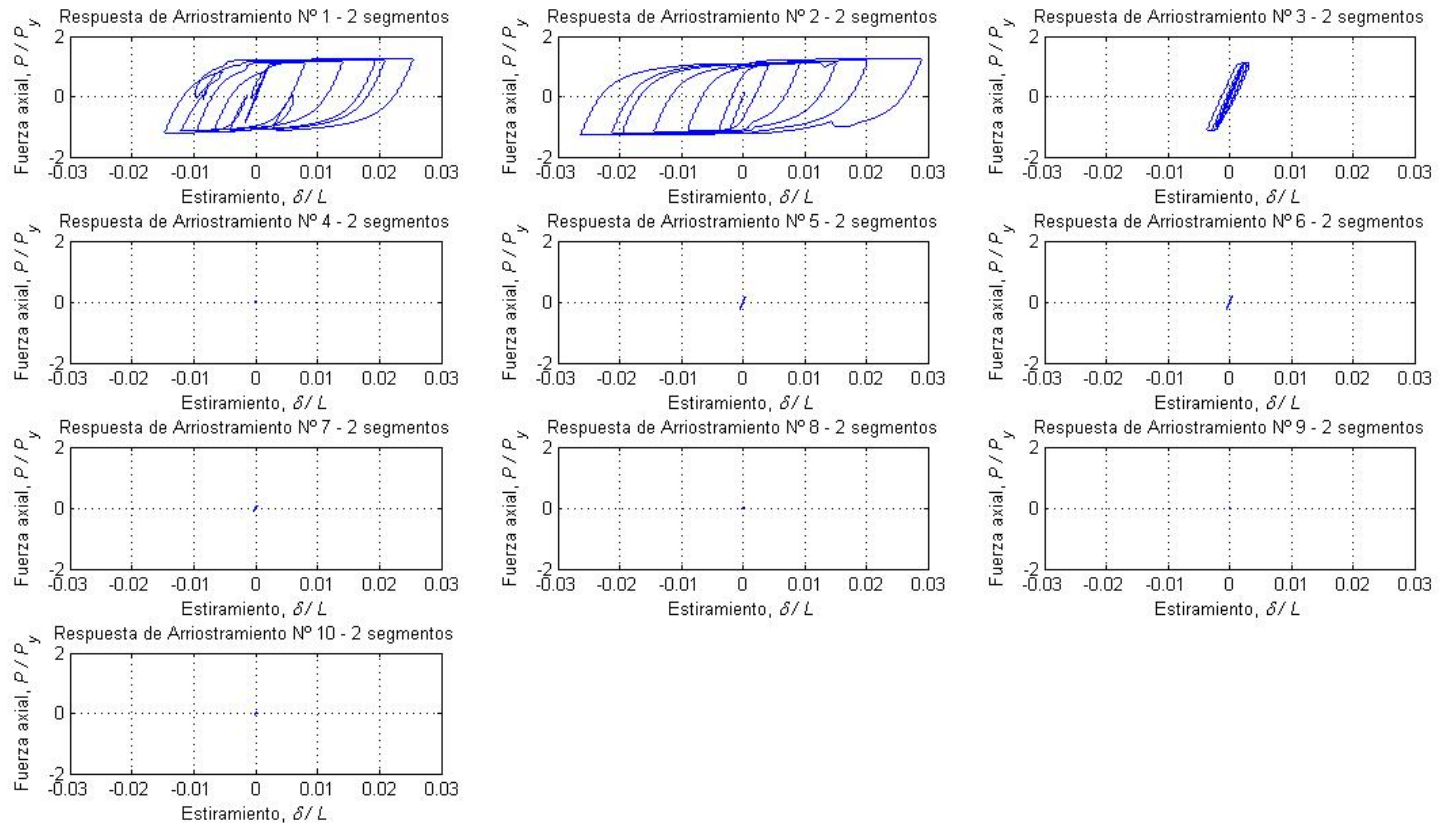 Respuesta de Arriostramiento Nº 1 - 2 segmentos
Fuerza axial, P / P_y
2
0
-2
-0.03 -0.02 -0.01 0 0.01 0.02 0.03
Estiramiento, δ / L
Respuesta de Arriostramiento Nº 2 - 2 segmentos
Fuerza axial, P / P_y
2
0
-2
-0.03 -0.02 -0.01 0 0.01 0.02 0.03
Estiramiento, δ / L
Respuesta de Arriostramiento Nº 3 - 2 segmentos
Fuerza axial, P / P_y
2
0
-2
-0.03 -0.02 -0.01 0 0.01 0.02 0.03
Estiramiento, δ / L
Respuesta de Arriostramiento Nº 4 - 2 segmentos
Fuerza axial, P / P_y
2
0
-2
-0.03 -0.02 -0.01 0 0.01 0.02 0.03
Estiramiento, δ / L
Respuesta de Arriostramiento Nº 5 - 2 segmentos
Fuerza axial, P / P_y
2
0
-2
-0.03 -0.02 -0.01 0 0.01 0.02 0.03
Estiramiento, δ / L
Respuesta de Arriostramiento Nº 6 - 2 segmentos
Fuerza axial, P / P_y
2
0
-2
-0.03 -0.02 -0.01 0 0.01 0.02 0.03
Estiramiento, δ / L
Respuesta de Arriostramiento Nº 7 - 2 segmentos
Fuerza axial, P / P_y
2
0
-2
-0.03 -0.02 -0.01 0 0.01 0.02 0.03
Estiramiento, δ / L
Respuesta de Arriostramiento Nº 8 - 2 segmentos
Fuerza axial, P / P_y
2
0
-2
-0.03 -0.02 -0.01 0 0.01 0.02 0.03
Estiramiento, δ / L
Respuesta de Arriostramiento Nº 9 - 2 segmentos
Fuerza axial, P / P_y
2
0
-2
-0.03 -0.02 -0.01 0 0.01 0.02 0.03
Estiramiento, δ / L
Respuesta de Arriostramiento Nº 10 - 2 segmentos
Fuerza axial, P / P_y
2
0
-2
-0.03 -0.02 -0.01 0 0.01 0.02 0.03
Estiramiento, δ / L